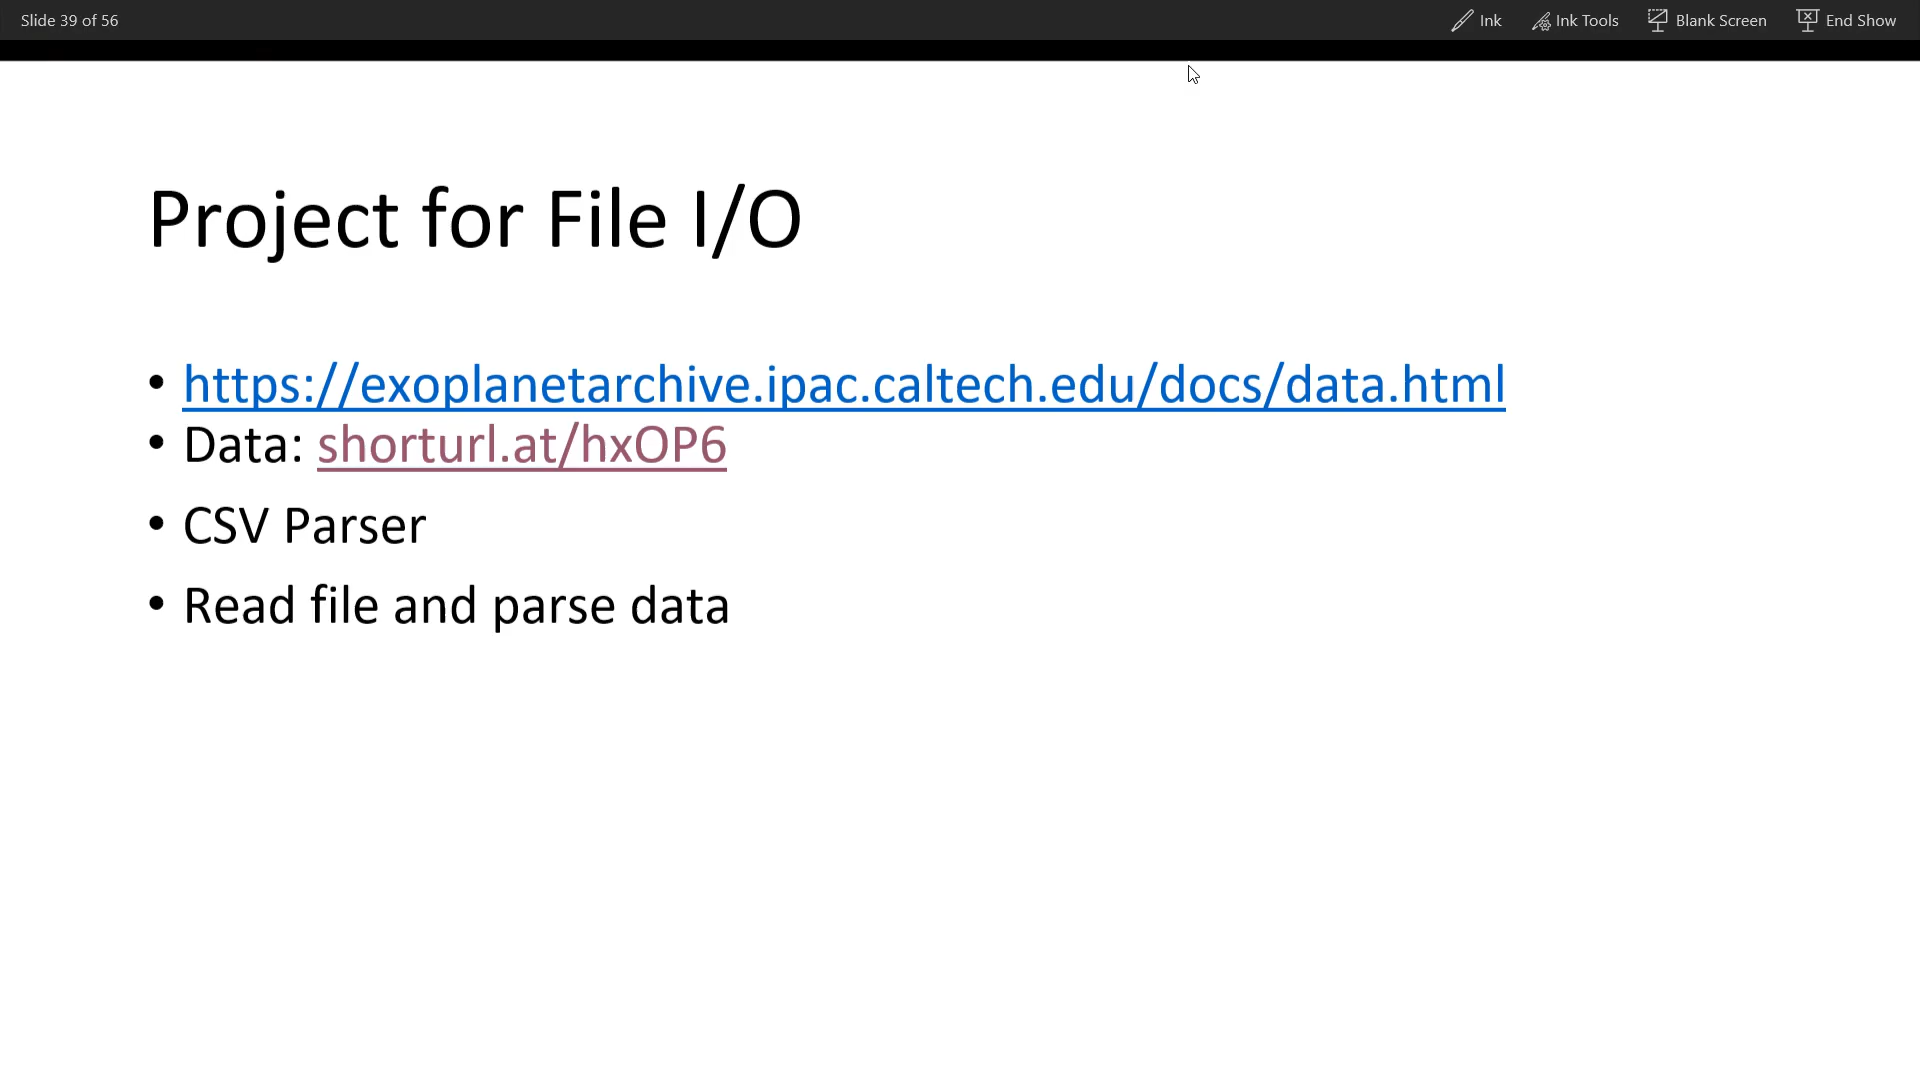 Slide 39 of 56
Ink
Ink Tools
Blank Screen
End Show
Project for File I/O
• https://exoplanetarchive.ipac.caltech.edu/docs/data.html
• Data: shorturl.at/hxOP6
• CSV Parser
• Read file and parse data